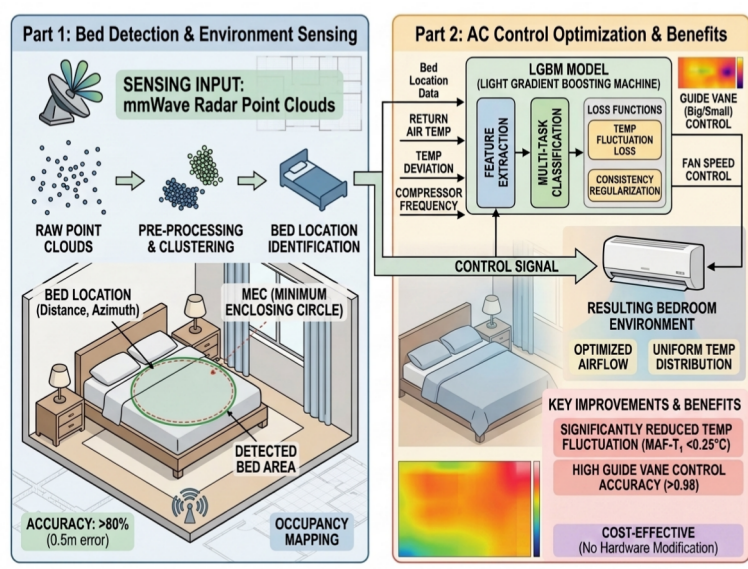 Part 1: Bed Detection & Environment Sensing
SENSING INPUT:
mmWave Radar Point Clouds
RAW POINT
CLOUDS
PRE-PROCESSING
& CLUSTERING
BED LOCATION
IDENTIFICATION
BED LOCATION
(Distance, Azimuth)
MEC (MINIMUM
ENCLOSING CIRCLE)
DETECTED
BED AREA
ACCURACY: >80%
(0.5m error)
OCCUPANCY
MAPPING
Part 2: AC Control Optimization & Benefits
Bed
Location
Data
RETURN
AIR TEMP
TEMP
DEVIATION
COMPRESSOR
FREQUENCY
LGBM MODEL
(LIGHT GRADIENT BOOSTING MACHINE)
FEATURE
EXTRACTION
MULTI-TASK
CLASSIFICATION
LOSS FUNCTIONS
TEMP
FLUCTUATION
LOSS
CONSISTENCY
REGULARIZATION
GUIDE VANE
(Big/Small)
CONTROL
FAN SPEED
CONTROL
CONTROL SIGNAL
RESULTING BEDROOM
ENVIRONMENT
OPTIMIZED
AIRFLOW
UNIFORM TEMP
DISTRIBUTION
KEY IMPROVEMENTS & BENEFITS
SIGNIFICANTLY REDUCED TEMP
FLUCTUATION (MAF-T, <0.25°C)
HIGH GUIDE VANE CONTROL
ACCURACY (>0.98)
COST-EFFECTIVE
(No Hardware Modification)